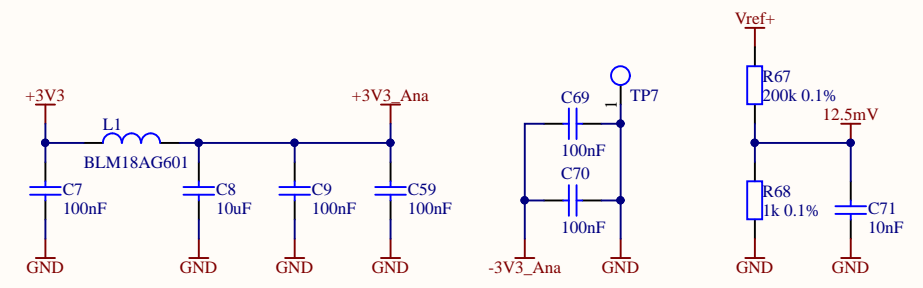 +3V3
L1
BLM18AG601
+3V3_Ana
C7
100nF
C8
10uF
C9
100nF
C59
100nF
GND
GND
GND
GND
C69
100nF
C70
100nF
1
TP7
-3V3_Ana
GND
Vref+
R67
200k 0.1%
12.5mV
R68
1k 0.1%
C71
10nF
GND
GND